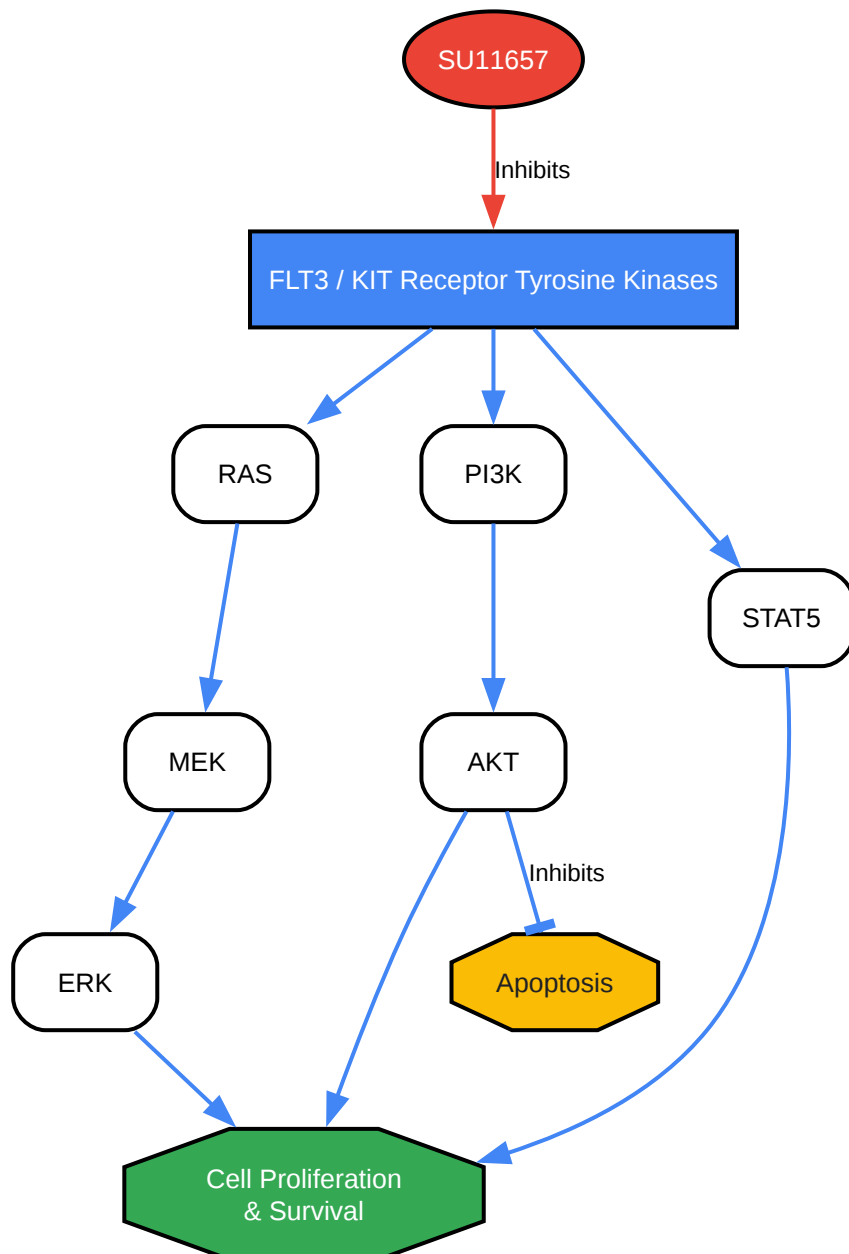 SU11657
Inhibits
FLT3 / KIT Receptor Tyrosine Kinases
RAS
PI3K
STAT5
MEK
AKT
Inhibits
ERK
Apoptosis
Cell Proliferation
& Survival